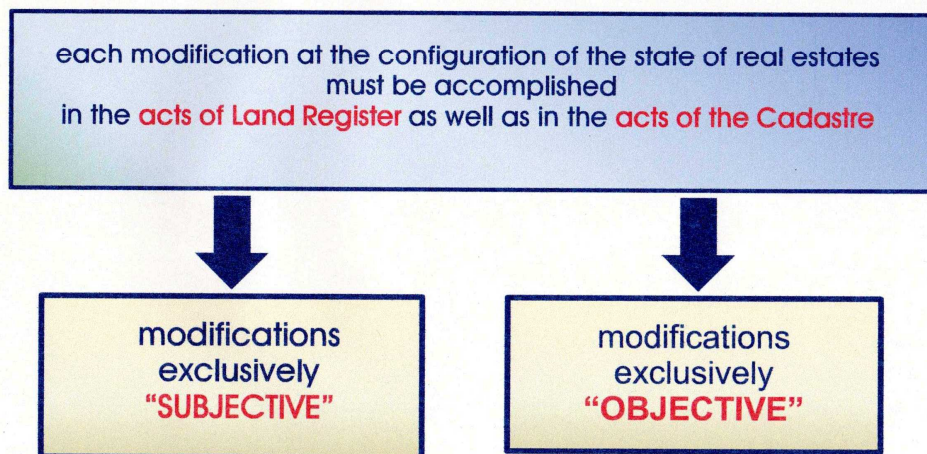 each modification at the configuration of the state of real estates
must be accomplished
in the acts of Land Register as well as in the acts of the Cadastre
modifications
exclusively
“SUBJECTIVE”
modifications
exclusively
“OBJECTIVE”